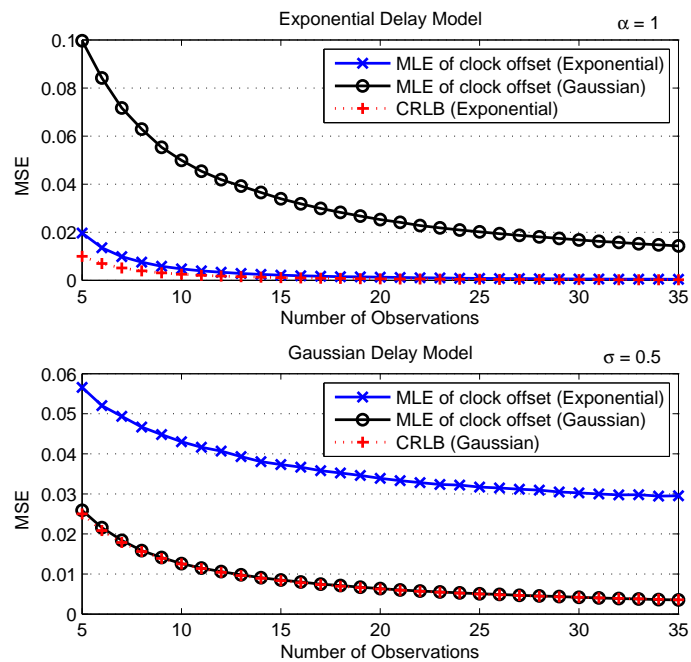 Exponential Delay Model
α = 1
0.1
0.08
0.06
0.04
0.02
0
MSE
MLE of clock offset (Exponential)
MLE of clock offset (Gaussian)
CRLB (Exponential)
5 10 15 20 25 30 35
Number of Observations
Gaussian Delay Model
σ = 0.5
0.06
0.05
0.04
0.03
0.02
0.01
0
MSE
MLE of clock offset (Exponential)
MLE of clock offset (Gaussian)
CRLB (Gaussian)
5 10 15 20 25 30 35
Number of Observations